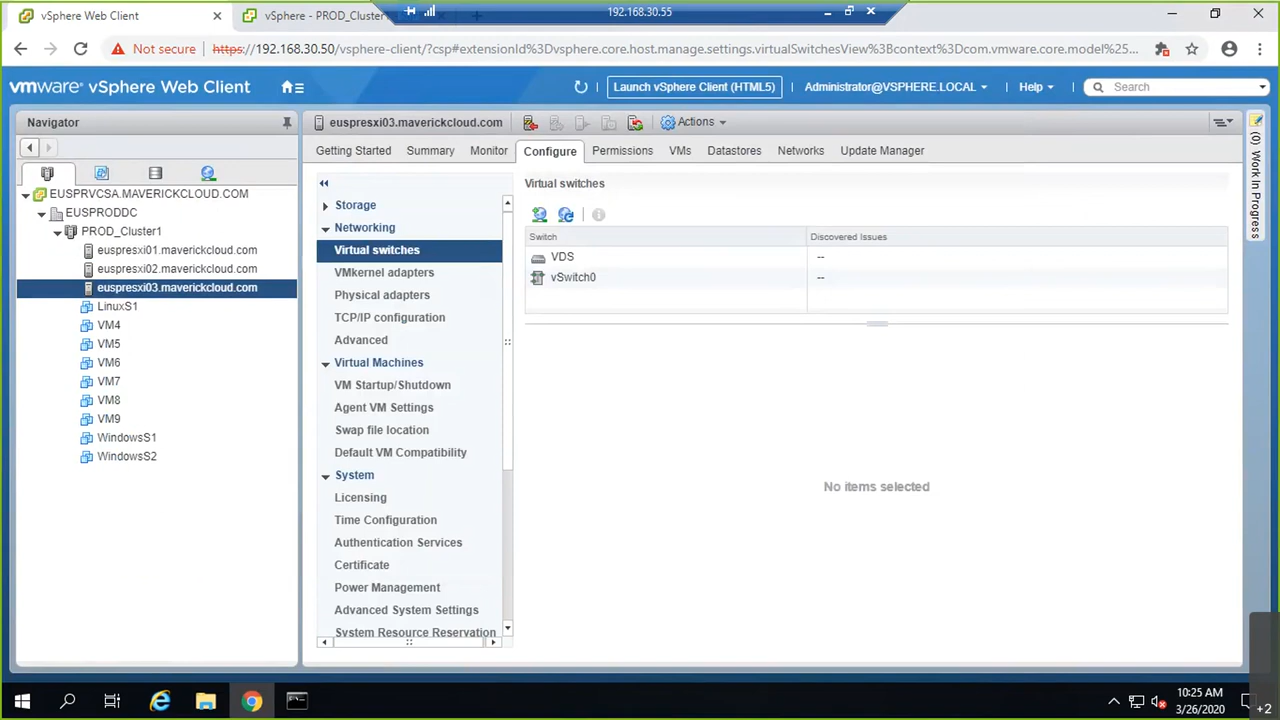 vSphere Web Client
vSphere - PROD_Cluster1
192.168.30.55
Not secure
https://192.168.30.50/vsphere-client/?csp#extensionId%3Dvsphere.core.host.manage.settings.virtualSwitchesView%3Bcontext%3Dcom.vmware.core.model%25...
vmware® vSphere Web Client
Launch vSphere Client (HTML5)
Administrator@VSPHERE.LOCAL
Help
Search
Navigator
EUSPRVCSA.MAVERICKCLOUD.COM
EUSPRODDC
PROD_Cluster1
euspresxi01.maverickcloud.com
euspresxi02.maverickcloud.com
euspresxi03.maverickcloud.com
LinuxS1
VM4
VM5
VM6
VM7
VM8
VM9
WindowsS1
WindowsS2
euspresxi03.maverickcloud.com
Actions
Getting Started
Summary
Monitor
Configure
Permissions
VMs
Datastores
Networks
Update Manager
Storage
Networking
Virtual switches
VMkernel adapters
Physical adapters
TCP/IP configuration
Advanced
Virtual Machines
VM Startup/Shutdown
Agent VM Settings
Swap file location
Default VM Compatibility
System
Licensing
Time Configuration
Authentication Services
Certificate
Power Management
Advanced System Settings
System Resource Reservation
Virtual switches
Switch
Discovered Issues
VDS
--
vSwitch0
--
No items selected
(0) Work In Progress
10:25 AM
3/26/2020
+2